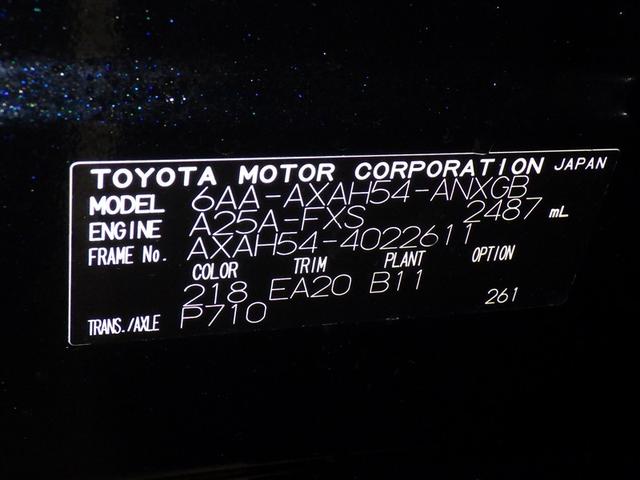 TOYOTA MOTOR CORPORATION JAPAN
MODEL 6AA-AXAH54-ANXGB
ENGINE A25A-FXS 2487 mL
FRAME No. AXAH54-4022611
COLOR TRIM PLANT OPTION
218 EA20 B11 261
TRANS./AXLE P710